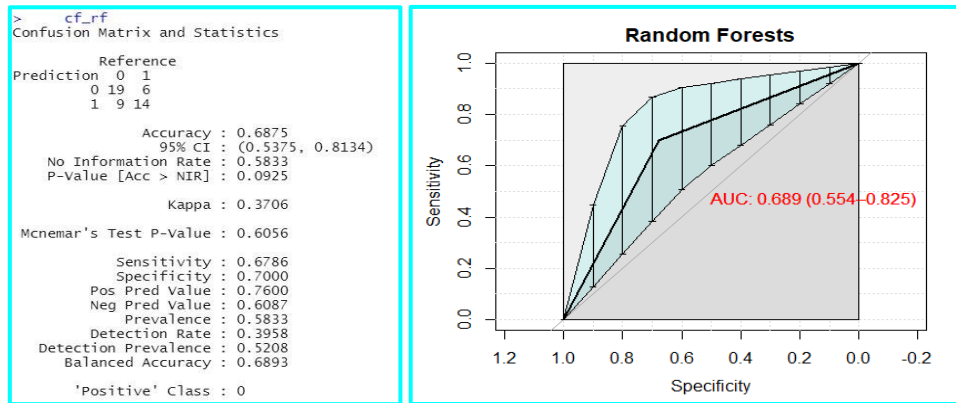 > cf_rf
Confusion Matrix and Statistics
Reference
Prediction 0 1
0 19 6
1 9 14
Accuracy : 0.6875
95% CI : (0.5375, 0.8134)
No Information Rate : 0.5833
P-Value [Acc > NIR] : 0.0925
Kappa : 0.3706
Mcnemar's Test P-Value : 0.6056
Sensitivity : 0.6786
Specificity : 0.7000
Pos Pred Value : 0.7600
Neg Pred Value : 0.6087
Prevalence : 0.5833
Detection Rate : 0.3958
Detection Prevalence : 0.5208
Balanced Accuracy : 0.6893
'Positive' Class : 0
Random Forests
1.0
0.8
0.6
0.4
0.2
0.0
Sensitivity
AUC: 0.689 (0.554–0.825)
1.2 1.0 0.8 0.6 0.4 0.2 0.0 -0.2
Specificity